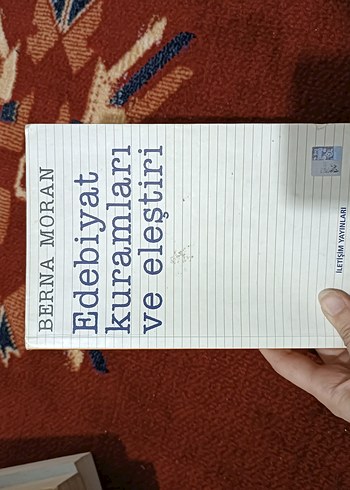 BERNA MORAN
Edebiyat
kuramları
ve eleştiri
İLETİŞİM YAYINLARI